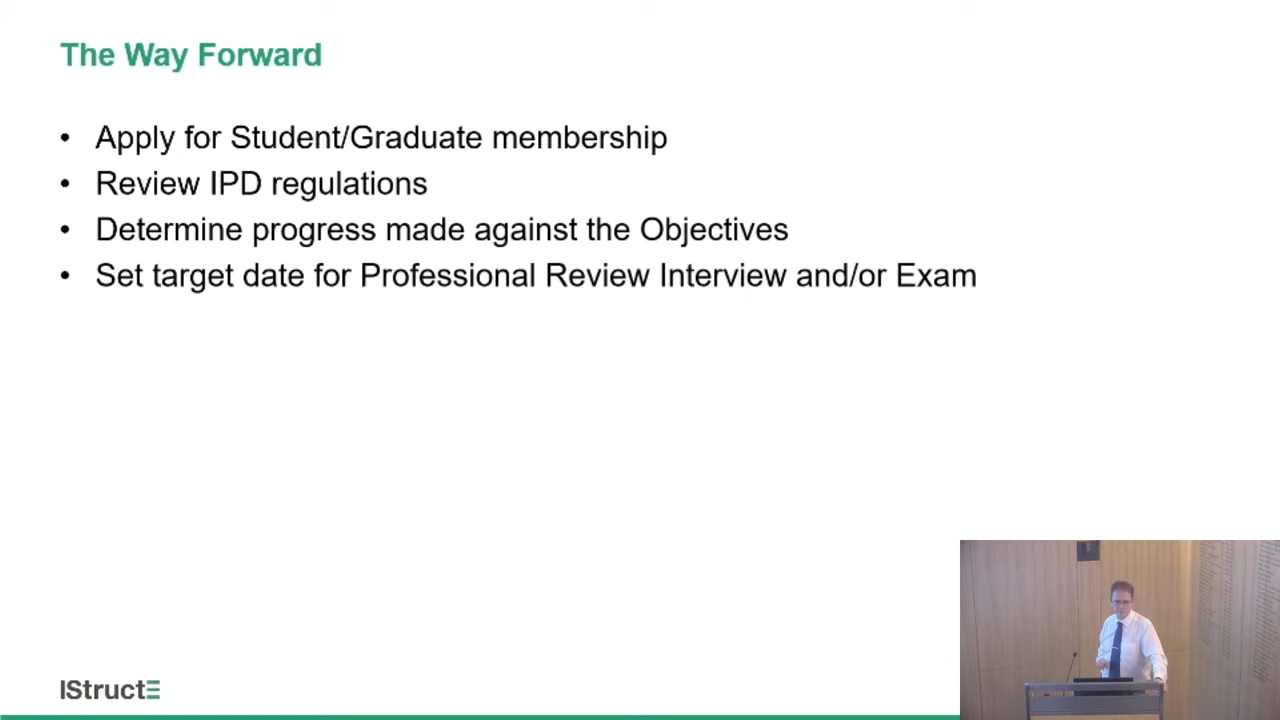 The Way Forward
• Apply for Student/Graduate membership
• Review IPD regulations
• Determine progress made against the Objectives
• Set target date for Professional Review Interview and/or Exam
IStructE